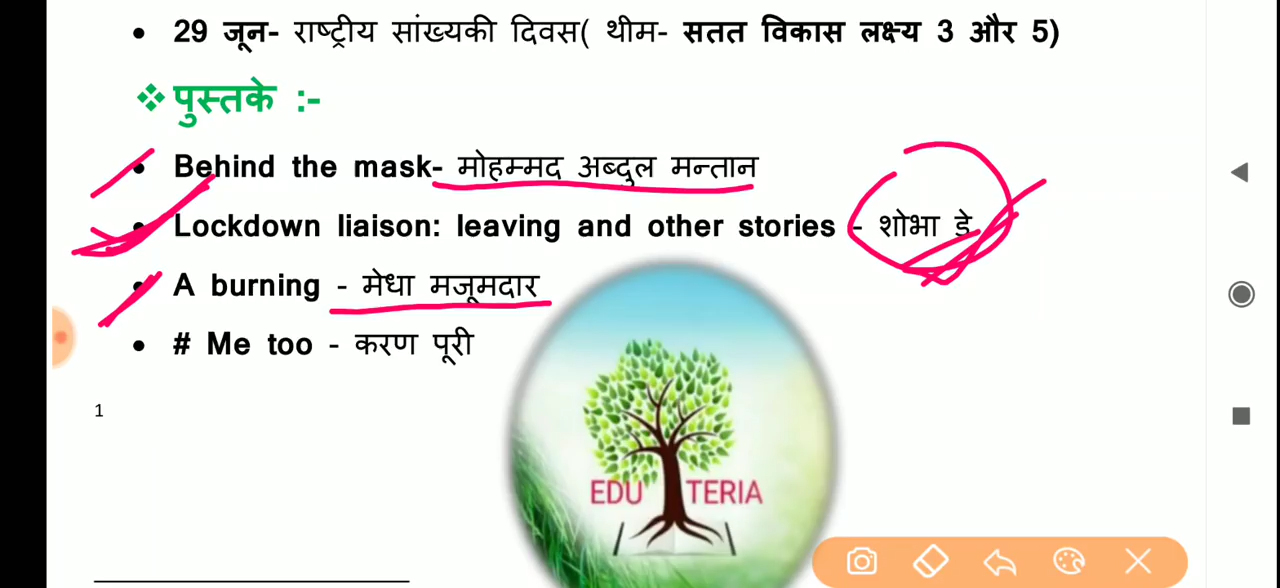 • 29 जून- राष्ट्रीय सांख्यकी दिवस( थीम- सतत विकास लक्ष्य 3 और 5)
❖ पुस्तके :-
• Behind the mask- मोहम्मद अब्दुल मन्तान
• Lockdown liaison: leaving and other stories - शोभा डे
• A burning - मेधा मजूमदार
• # Me too - करण पूरी
1
EDU TERIA